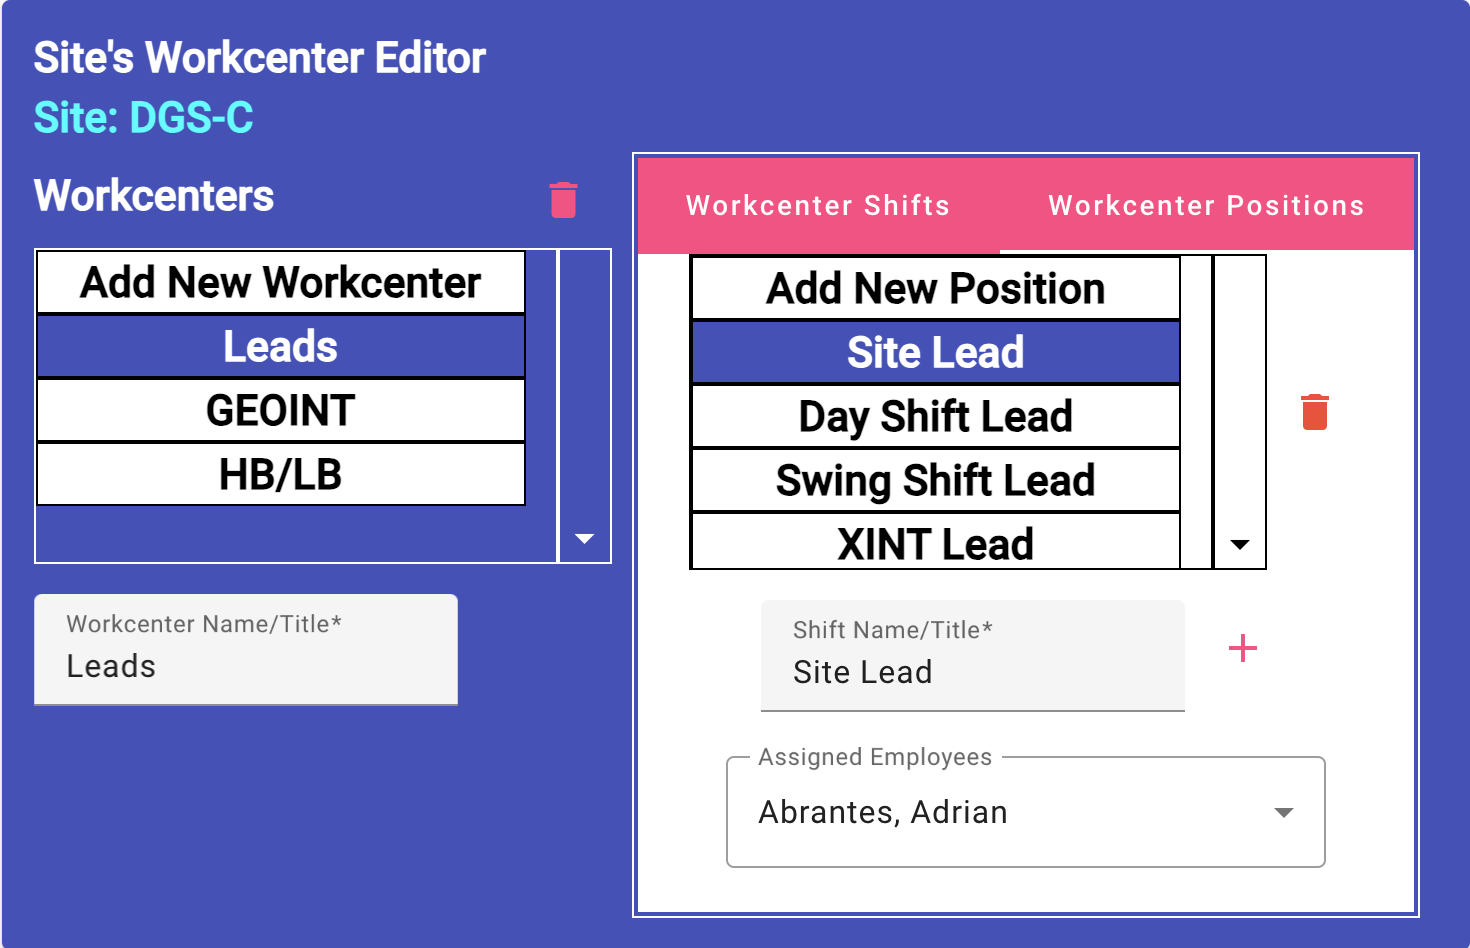 Site's Workcenter Editor
Site: DGS-C
Workcenters
Add New Workcenter
Leads
GEOINT
HB/LB
Workcenter Name/Title*
Leads
Workcenter Shifts
Workcenter Positions
Add New Position
Site Lead
Day Shift Lead
Swing Shift Lead
XINT Lead
Shift Name/Title*
Site Lead
Assigned Employees
Abrantes, Adrian